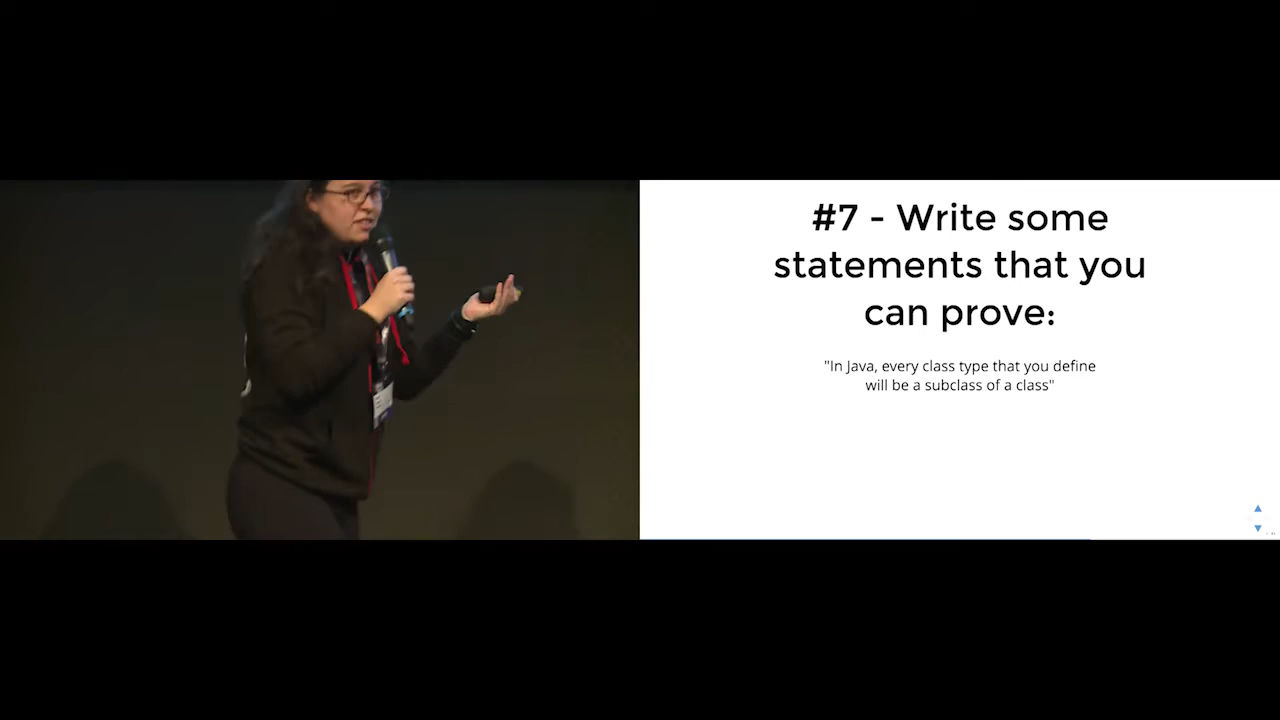 #7 - Write some
statements that you
can prove:
"In Java, every class type that you define
will be a subclass of a class"